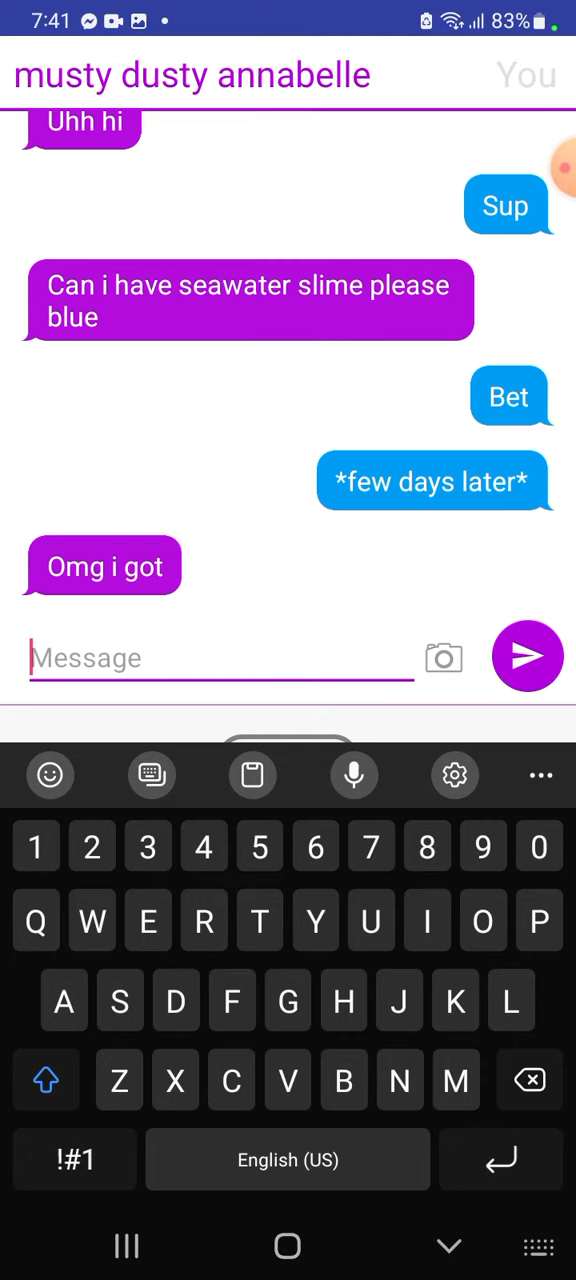 7:41 83%
musty dusty annabelle You
Uhh hi
Sup
Can i have seawater slime please
blue
Bet
*few days later*
Omg i got
Message
1 2 3 4 5 6 7 8 9 0
Q W E R T Y U I O P
A S D F G H J K L
Z X C V B N M
!#1 English (US)